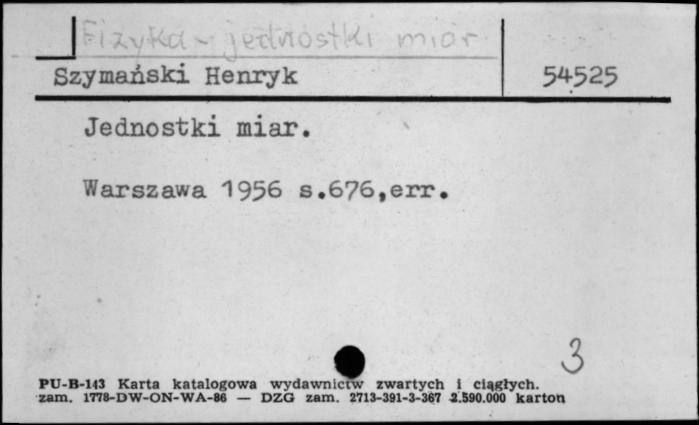 Fizyka - jednostki miar
Szymański Henryk 54525
Jednostki miar.
Warszawa 1956 s.676,err.
3
PU-B-143 Karta katalogowa wydawnictw zwartych i ciągłych.
zam. 1778-DW-ON-WA-86 — DZG zam. 2713-391-3-367 2.590.000 karton